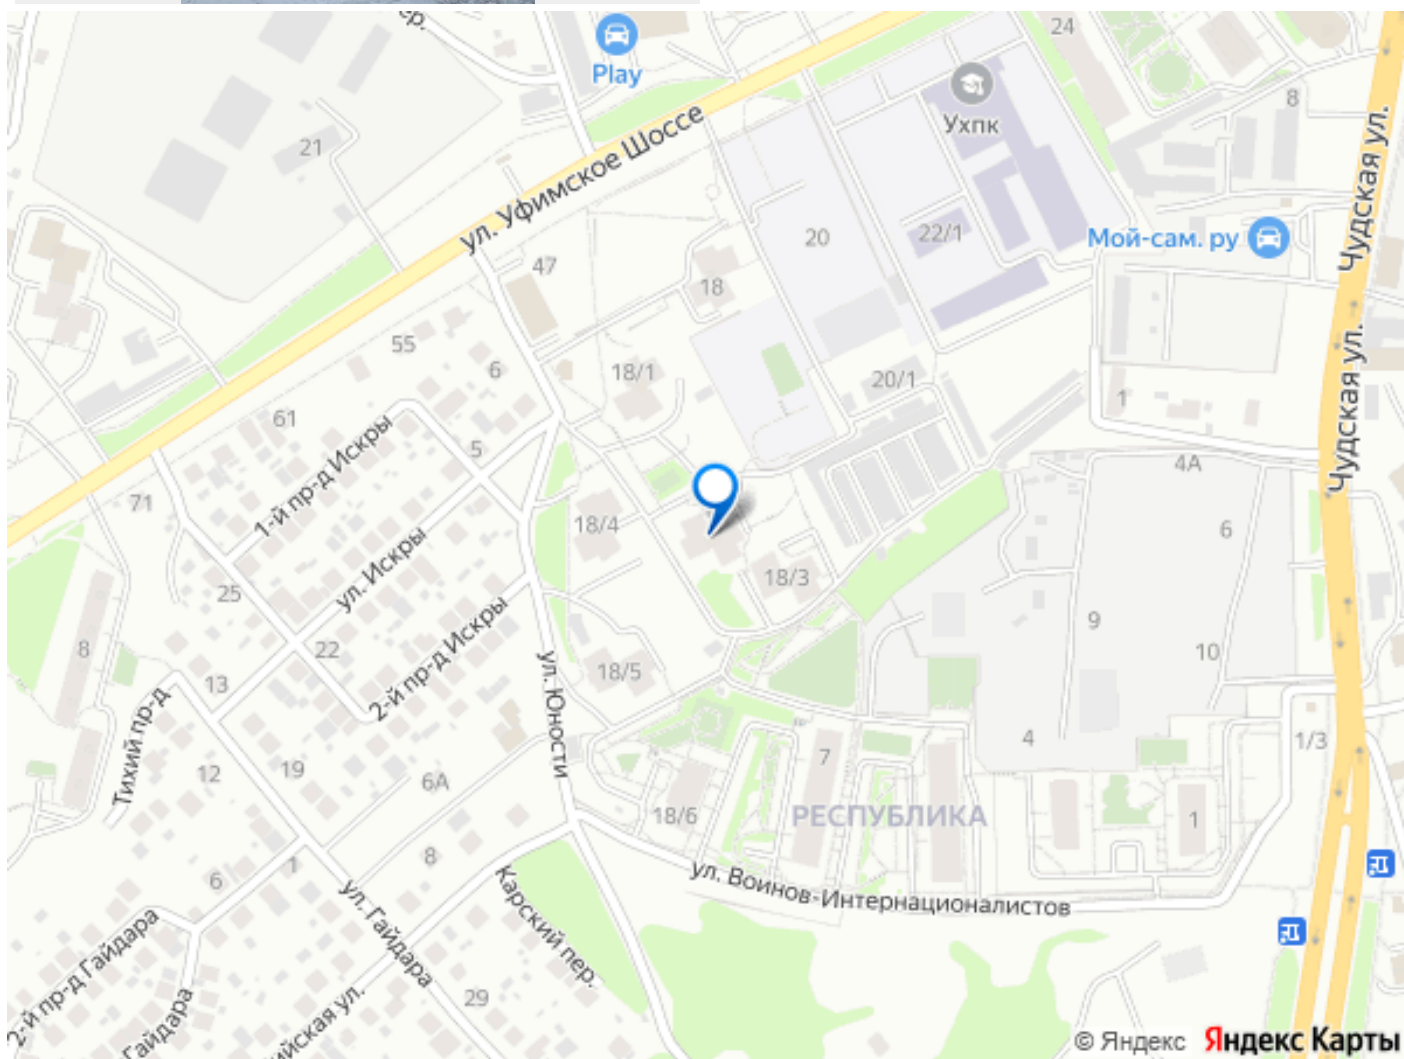 ер.
24
Play
8
Ухпк
21
ул. Уфимское Шоссе
Чудская ул.
20
22/1
Мой-сам. ру
47
18
55
6
18/1
20/1
Чудская ул.
1
61
5
4А
1-й пр-д Искры
71
18/4
6
ул. Искры
18/3
25
2-й пр-д Искры
9
22
8
10
13
18/5
ул. Юности
Тихий пр-д
4
1/3
7
12
19
6А
РЕСПУБЛИКА
18/6
1
8
1
6
ул. Воинов-Интернационалистов
ул. Гайдара
Карский пер.
2-й пр-д Гайдара
29
Гайдара
ийская ул.
© Яндекс Яндекс Карты